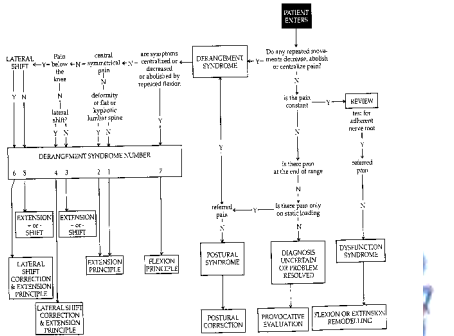 PATIENT
ENTERS
Do any repeated move-
ments decrease, abolish
or centralize pain?
Y
DERANGEMENT
SYNDROME
are symptoms
centralized or
decreased
or abolished by
repeated flexion.
N
central
symmetrical
pain
N
Pain
below
the
knee
Y
LATERAL
SHIFT
Y
N
N
lateral
shift?
Y
N
Y
deformity
of flat or
kyphotic
lumbar spine
Y
N
Y
N
is the pain
constant
Y
REVIEW
test for
adherent
nerve root
N
Is there pain
at the end of range
Y
referred
pain
N
Is there pain only
on static loading
Y
referred
pain
Y
N
N
Y
N
DERANGEMENT SYNDROME NUMBER
6 5 4 3 2 1 7
EXTENSION
- or -
SHIFT
EXTENSION
- or -
SHIFT
LATERAL
SHIFT
CORRECTION
& EXTENSION
PRINCIPLE
LATERAL SHIFT
CORRECTION
& EXTENSION
PRINCIPLE
EXTENSION
PRINCIPLE
FLEXION
PRINCIPLE
POSTURAL
SYNDROME
DIAGNOSIS
UNCERTAIN
OR PROBLEM
RESOLVED
DYSFUNCTION
SYNDROME
POSTURAL
CORRECTION
PROVOCATIVE
EVALUATION
FLEXION OR EXTENSION
REMODELLING